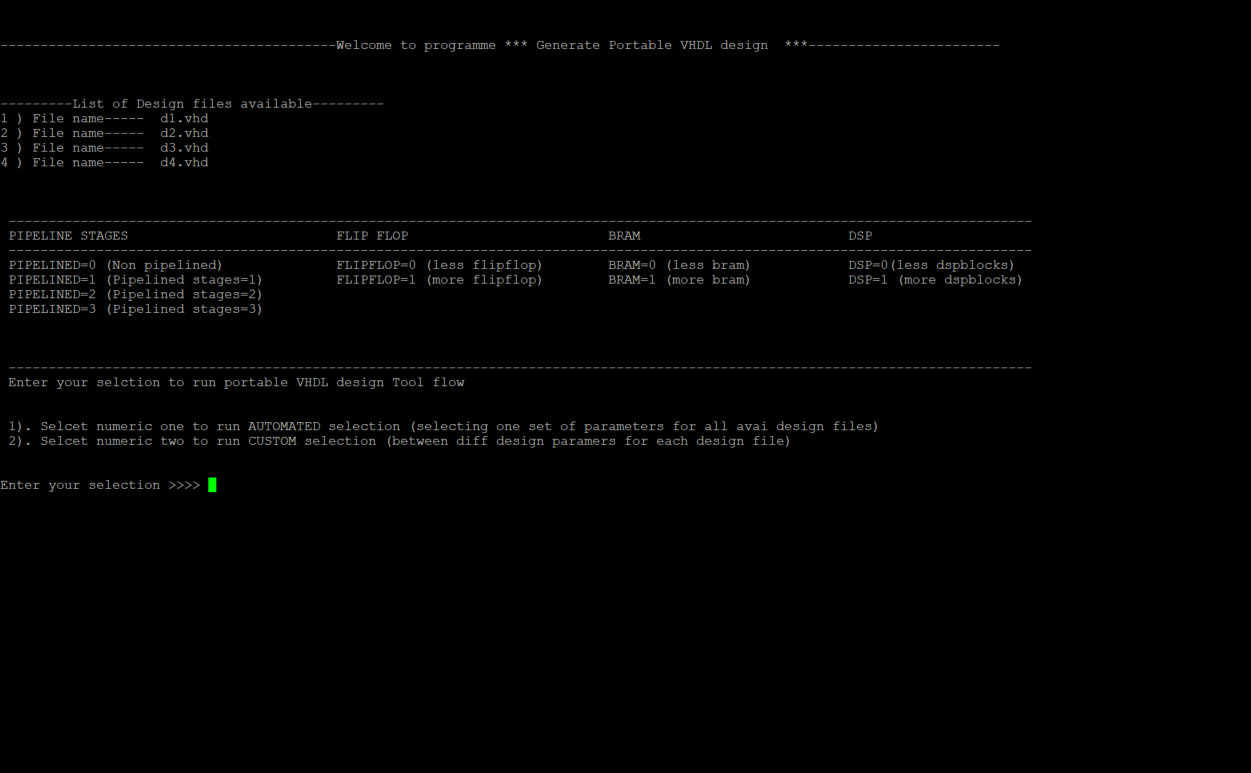 ------------------------------------------Welcome to programme *** Generate Portable VHDL design  ***------------------------
---------List of Design files available---------
1 ) File name-----  d1.vhd
2 ) File name-----  d2.vhd
3 ) File name-----  d3.vhd
4 ) File name-----  d4.vhd
--------------------------------------------------------------------------------------------------------------------------------
PIPELINE STAGES                          FLIP FLOP                         BRAM                          DSP
--------------------------------------------------------------------------------------------------------------------------------
PIPELINED=0 (Non pipelined)              FLIPFLOP=0 (less flipflop)        BRAM=0 (less bram)            DSP=0(less dspblocks)
PIPELINED=1 (Pipelined stages=1)         FLIPFLOP=1 (more flipflop)        BRAM=1 (more bram)            DSP=1 (more dspblocks)
PIPELINED=2 (Pipelined stages=2)
PIPELINED=3 (Pipelined stages=3)
--------------------------------------------------------------------------------------------------------------------------------
Enter your selction to run portable VHDL design Tool flow
1). Selcet numeric one to run AUTOMATED selection (selecting one set of parameters for all avai design files)
2). Selcet numeric two to run CUSTOM selection (between diff design paramers for each design file)
Enter your selection >>>>